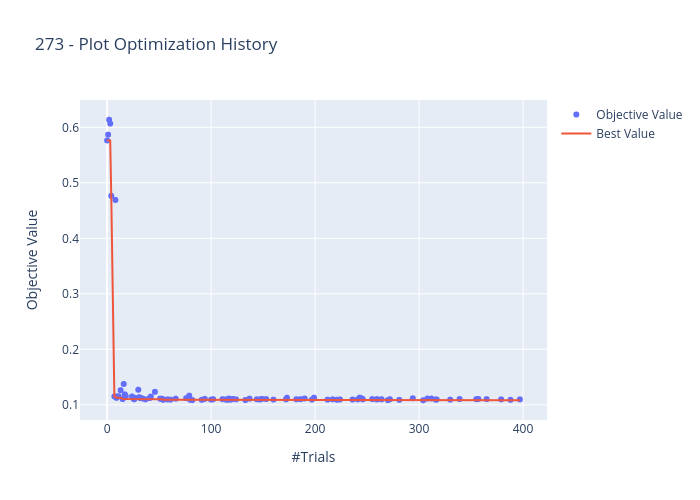 273 - Plot Optimization History
Objective Value
Best Value
0.6
0.5
0.4
0.3
0.2
0.1
0
100
200
300
400
#Trials
Objective Value